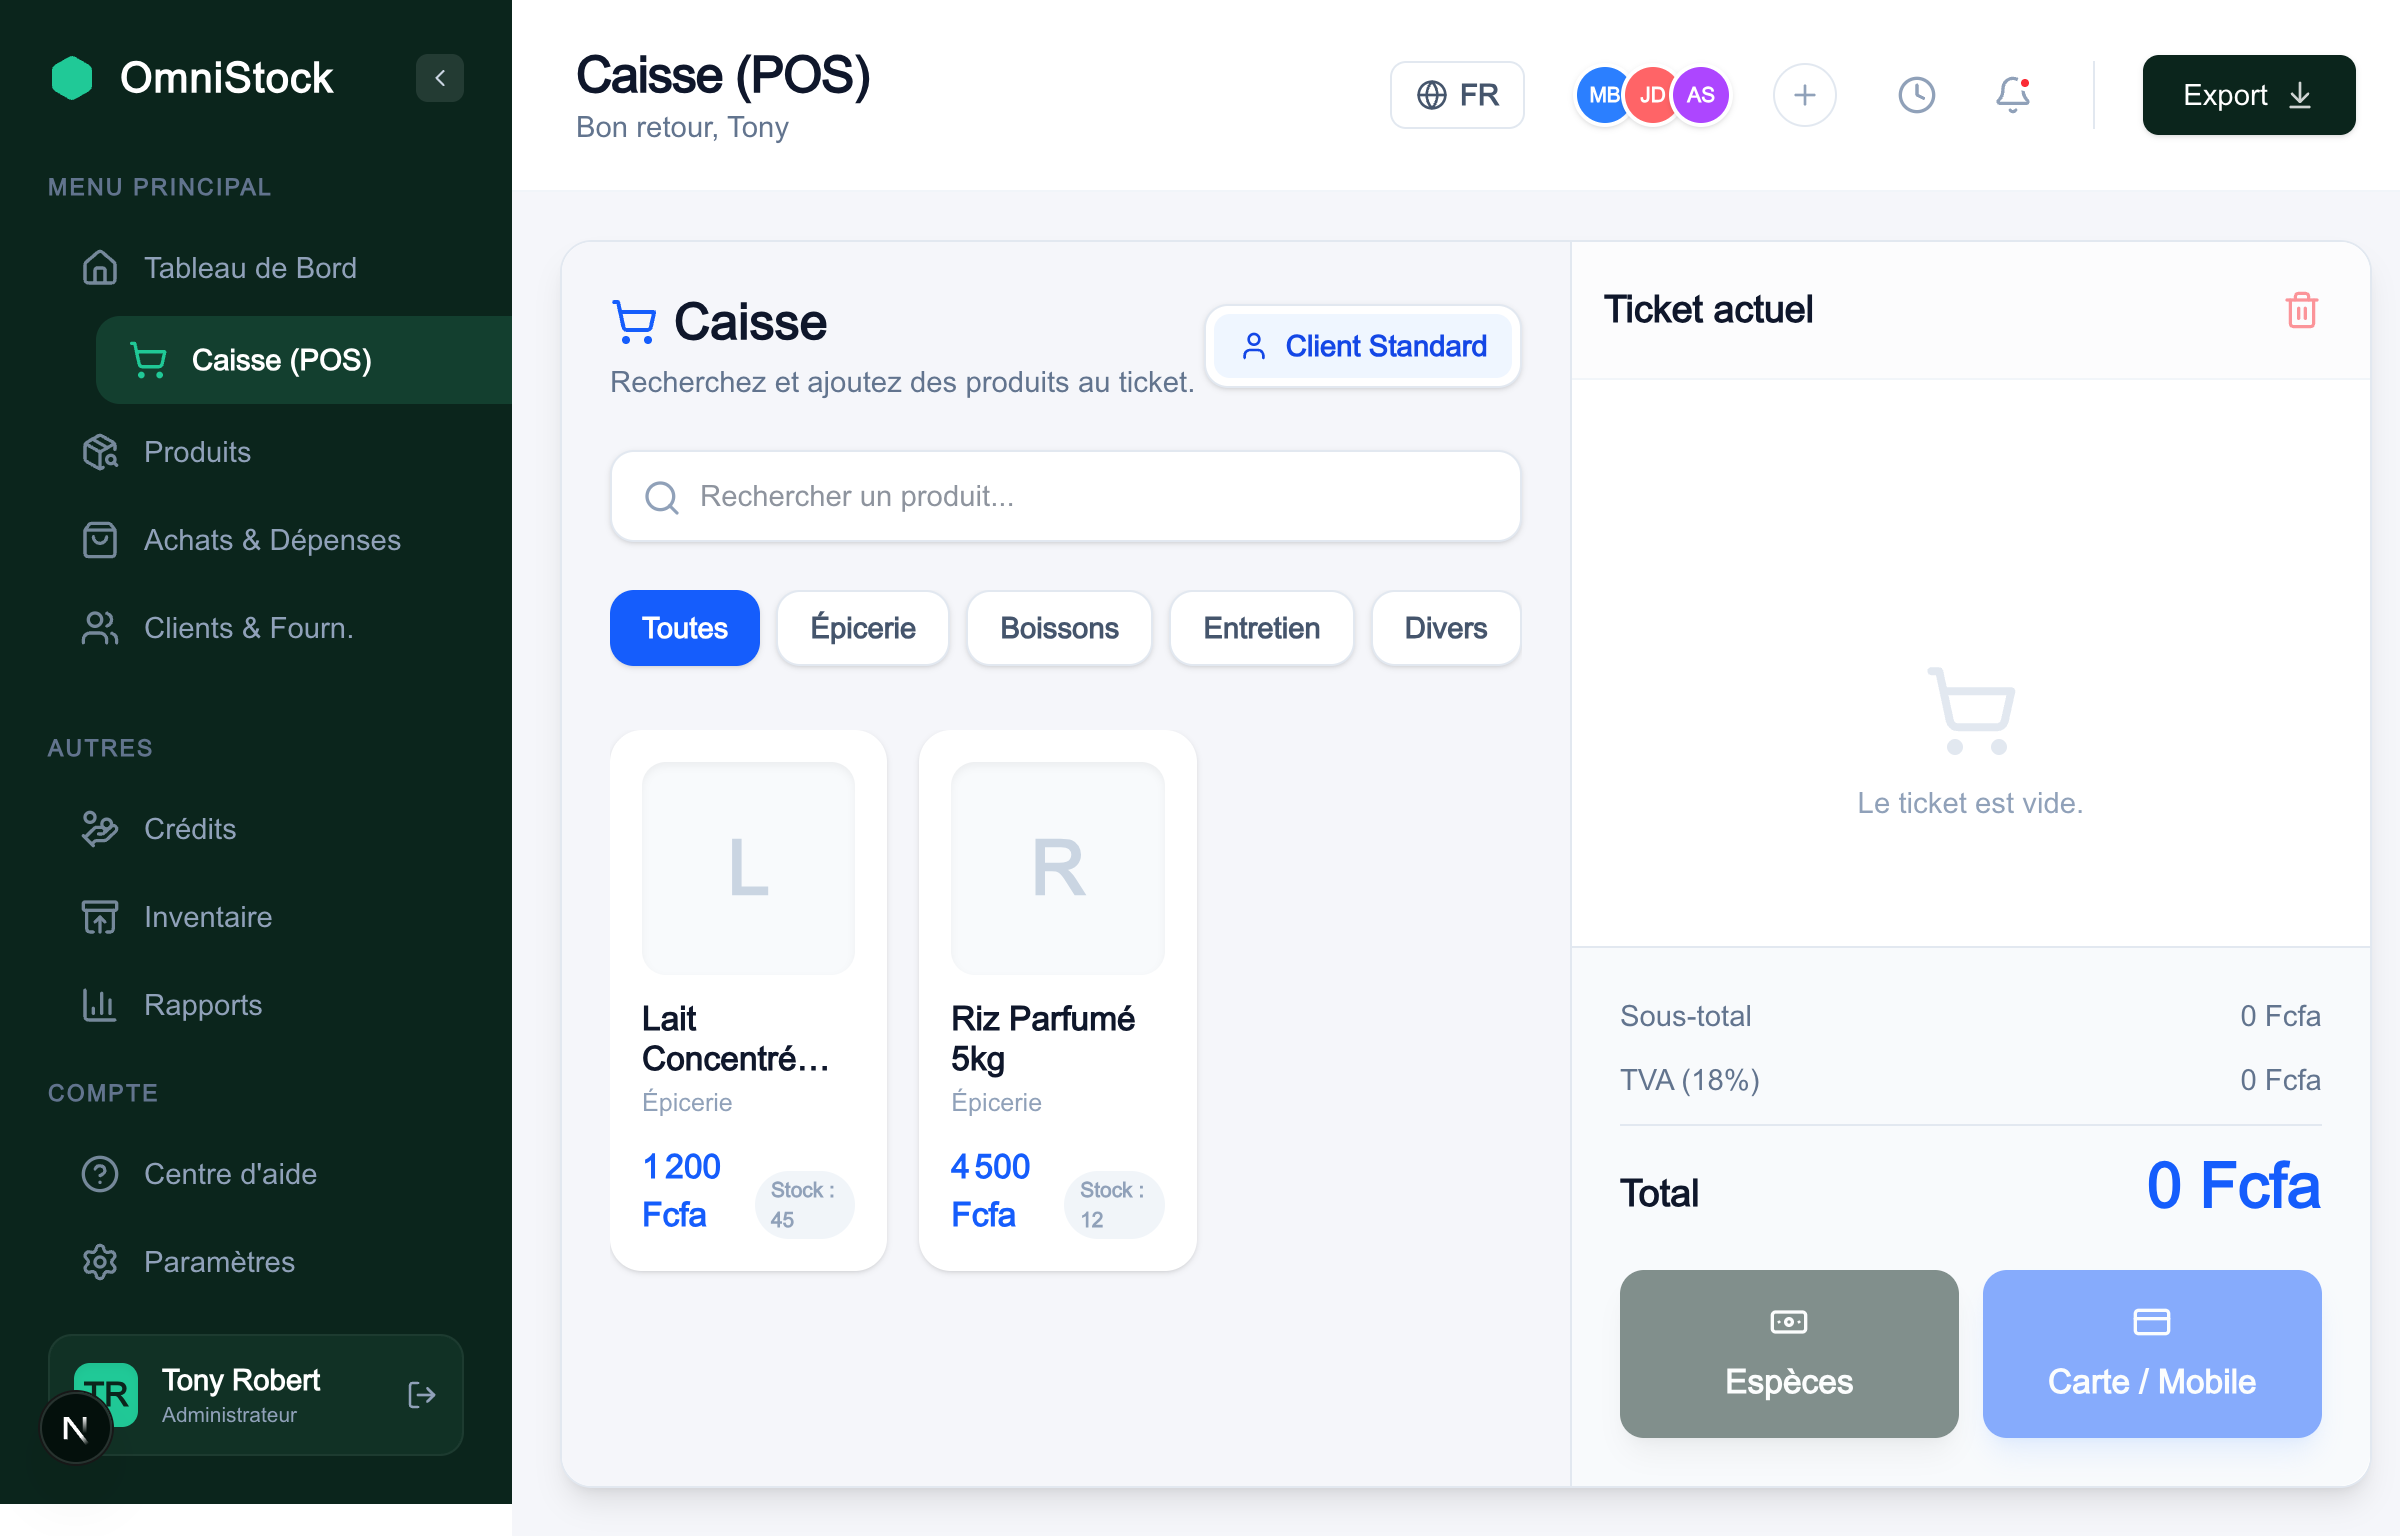 OmniStock
MENU PRINCIPAL
Tableau de Bord
Caisse (POS)
Produits
Achats & Dépenses
Clients & Fourn.
AUTRES
Crédits
Inventaire
Rapports
COMPTE
Centre d'aide
Paramètres
TR
Tony Robert
Administrateur
N
Caisse (POS)
Bon retour, Tony
FR
MB
JD
AS
Export
Caisse
Recherchez et ajoutez des produits au ticket.
Client Standard
Rechercher un produit...
Toutes
Épicerie
Boissons
Entretien
Divers
L
Lait
Concentré…
Épicerie
1 200
Fcfa
Stock :
45
R
Riz Parfumé
5kg
Épicerie
4 500
Fcfa
Stock :
12
Ticket actuel
Le ticket est vide.
Sous-total 0 Fcfa
TVA (18%) 0 Fcfa
Total 0 Fcfa
Espèces
Carte / Mobile